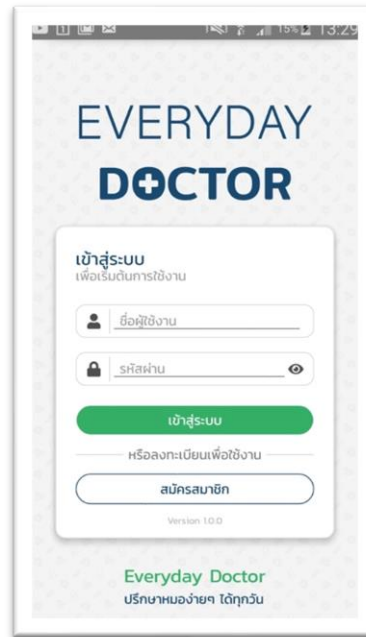 15% 13:29
EVERYDAY
DOCTOR
เข้าสู่ระบบ
เพื่อเริ่มต้นการใช้งาน
ชื่อผู้ใช้งาน
รหัสผ่าน
เข้าสู่ระบบ
หรือลงทะเบียนเพื่อใช้งาน
สมัครสมาชิก
Version 1.0.0
Everyday Doctor
ปรึกษาหมอง่ายๆ ได้ทุกวัน